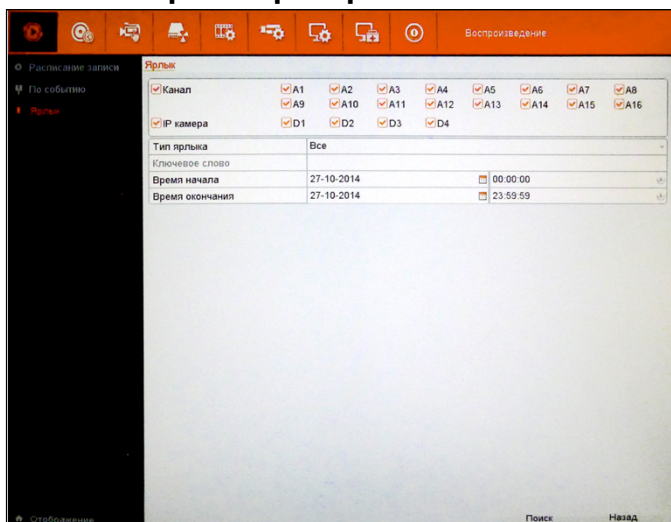 Воспроизведение
Расписание записи
По событию
Ярлык
Отображение
Ярлык
Канал A1 A2 A3 A4 A5 A6 A7 A8
A9 A10 A11 A12 A13 A14 A15 A16
IP камера D1 D2 D3 D4
Тип ярлыка Все
Ключевое слово
Время начала 27-10-2014 00:00:00
Время окончания 27-10-2014 23:59:59
Поиск Назад